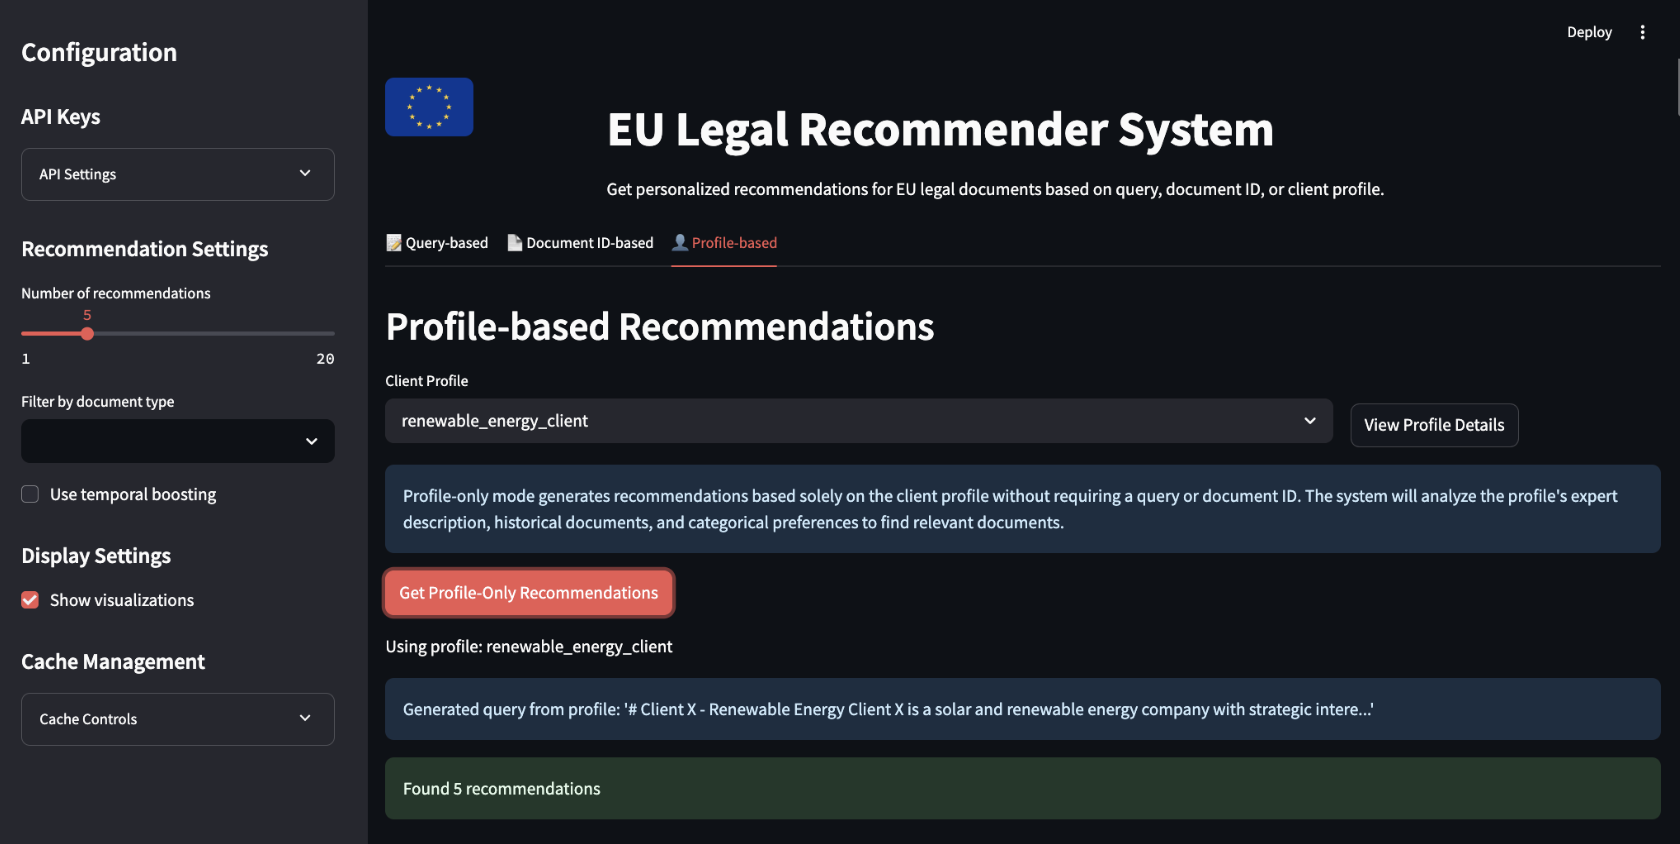 Configuration
API Keys
API Settings
Recommendation Settings
Number of recommendations
5
1 20
Filter by document type
Use temporal boosting
Display Settings
Show visualizations
Cache Management
Cache Controls
Deploy
EU Legal Recommender System
Get personalized recommendations for EU legal documents based on query, document ID, or client profile.
Query-based Document ID-based Profile-based
Profile-based Recommendations
Client Profile
renewable_energy_client
View Profile Details
Profile-only mode generates recommendations based solely on the client profile without requiring a query or document ID. The system will analyze the profile's expert
description, historical documents, and categorical preferences to find relevant documents.
Get Profile-Only Recommendations
Using profile: renewable_energy_client
Generated query from profile: '# Client X - Renewable Energy Client X is a solar and renewable energy company with strategic intere...'
Found 5 recommendations